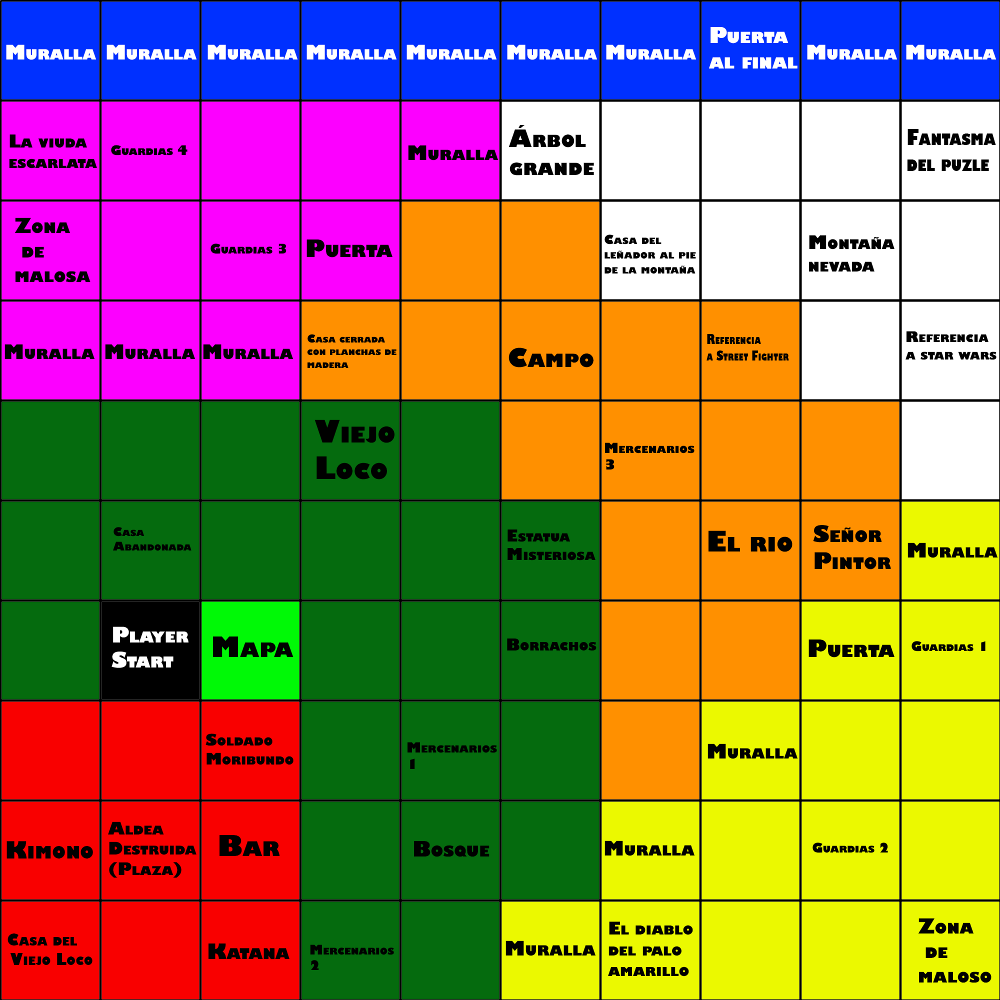 Muralla
Muralla
Muralla
Muralla
Muralla
Muralla
Muralla
Puerta
al final
Muralla
Muralla
La viuda
escarlata
Guardias 4
Muralla
Árbol
grande
Fantasma
del puzle
Zona
de
malosa
Guardias 3
Puerta
Casa del
leñador al pie
de la montaña
Montaña
nevada
Muralla
Muralla
Muralla
Casa cerrada
con planchas de
madera
Campo
Referencia
a Street Fighter
Referencia
a star wars
Viejo
Loco
Mercenarios
3
Casa
Abandonada
Estatua
Misteriosa
El rio
Señor
Pintor
Muralla
Player
Start
Mapa
Borrachos
Puerta
Guardias 1
Soldado
Moribundo
Mercenarios
1
Muralla
Kimono
Aldea
Destruida
(Plaza)
Bar
Bosque
Muralla
Guardias 2
Casa del
Viejo Loco
Katana
Mercenarios
2
Muralla
El diablo
del palo
amarillo
Zona
de
maloso